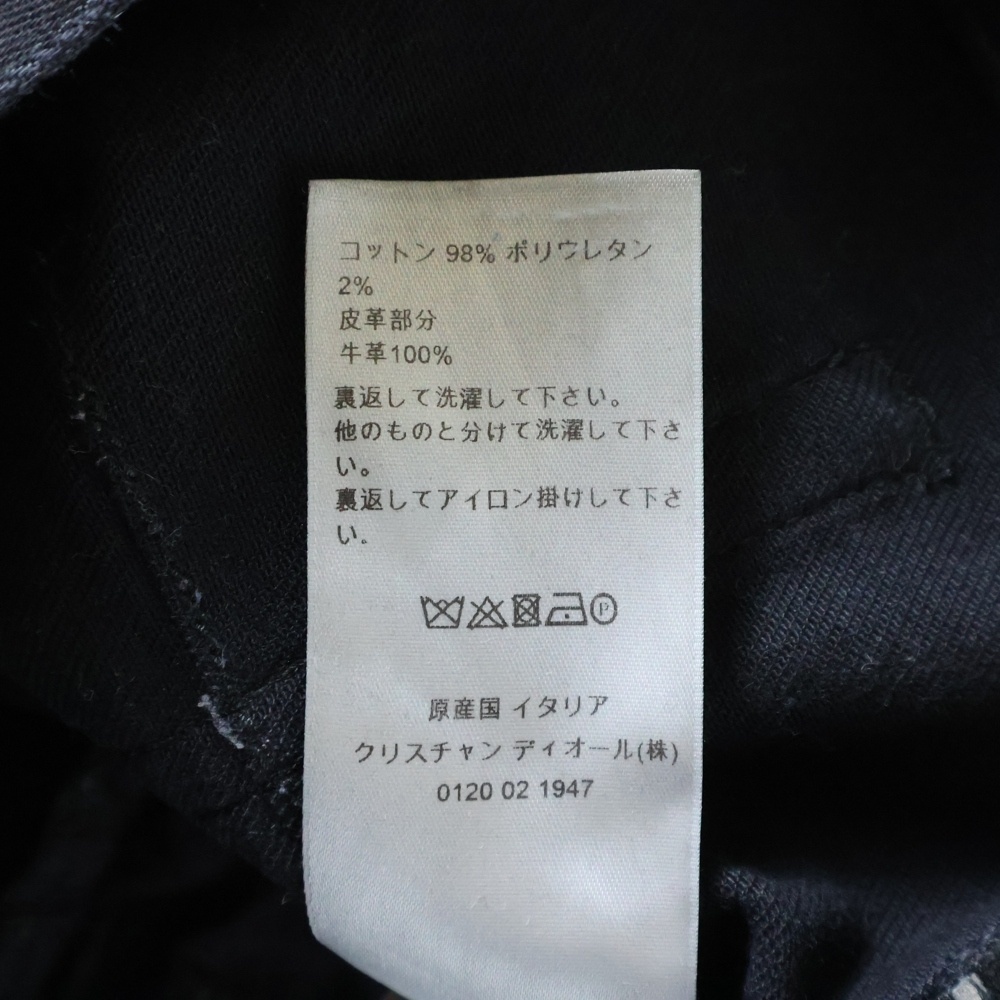 コットン 98% ポリウレタン
2%
皮革部分
牛革100%
裏返して洗濯して下さい。
他のものと分けて洗濯して下さ
い。
裏返してアイロン掛けして下さ
い。
P
原産国 イタリア
クリスチャン ディオール(株)
0120 02 1947